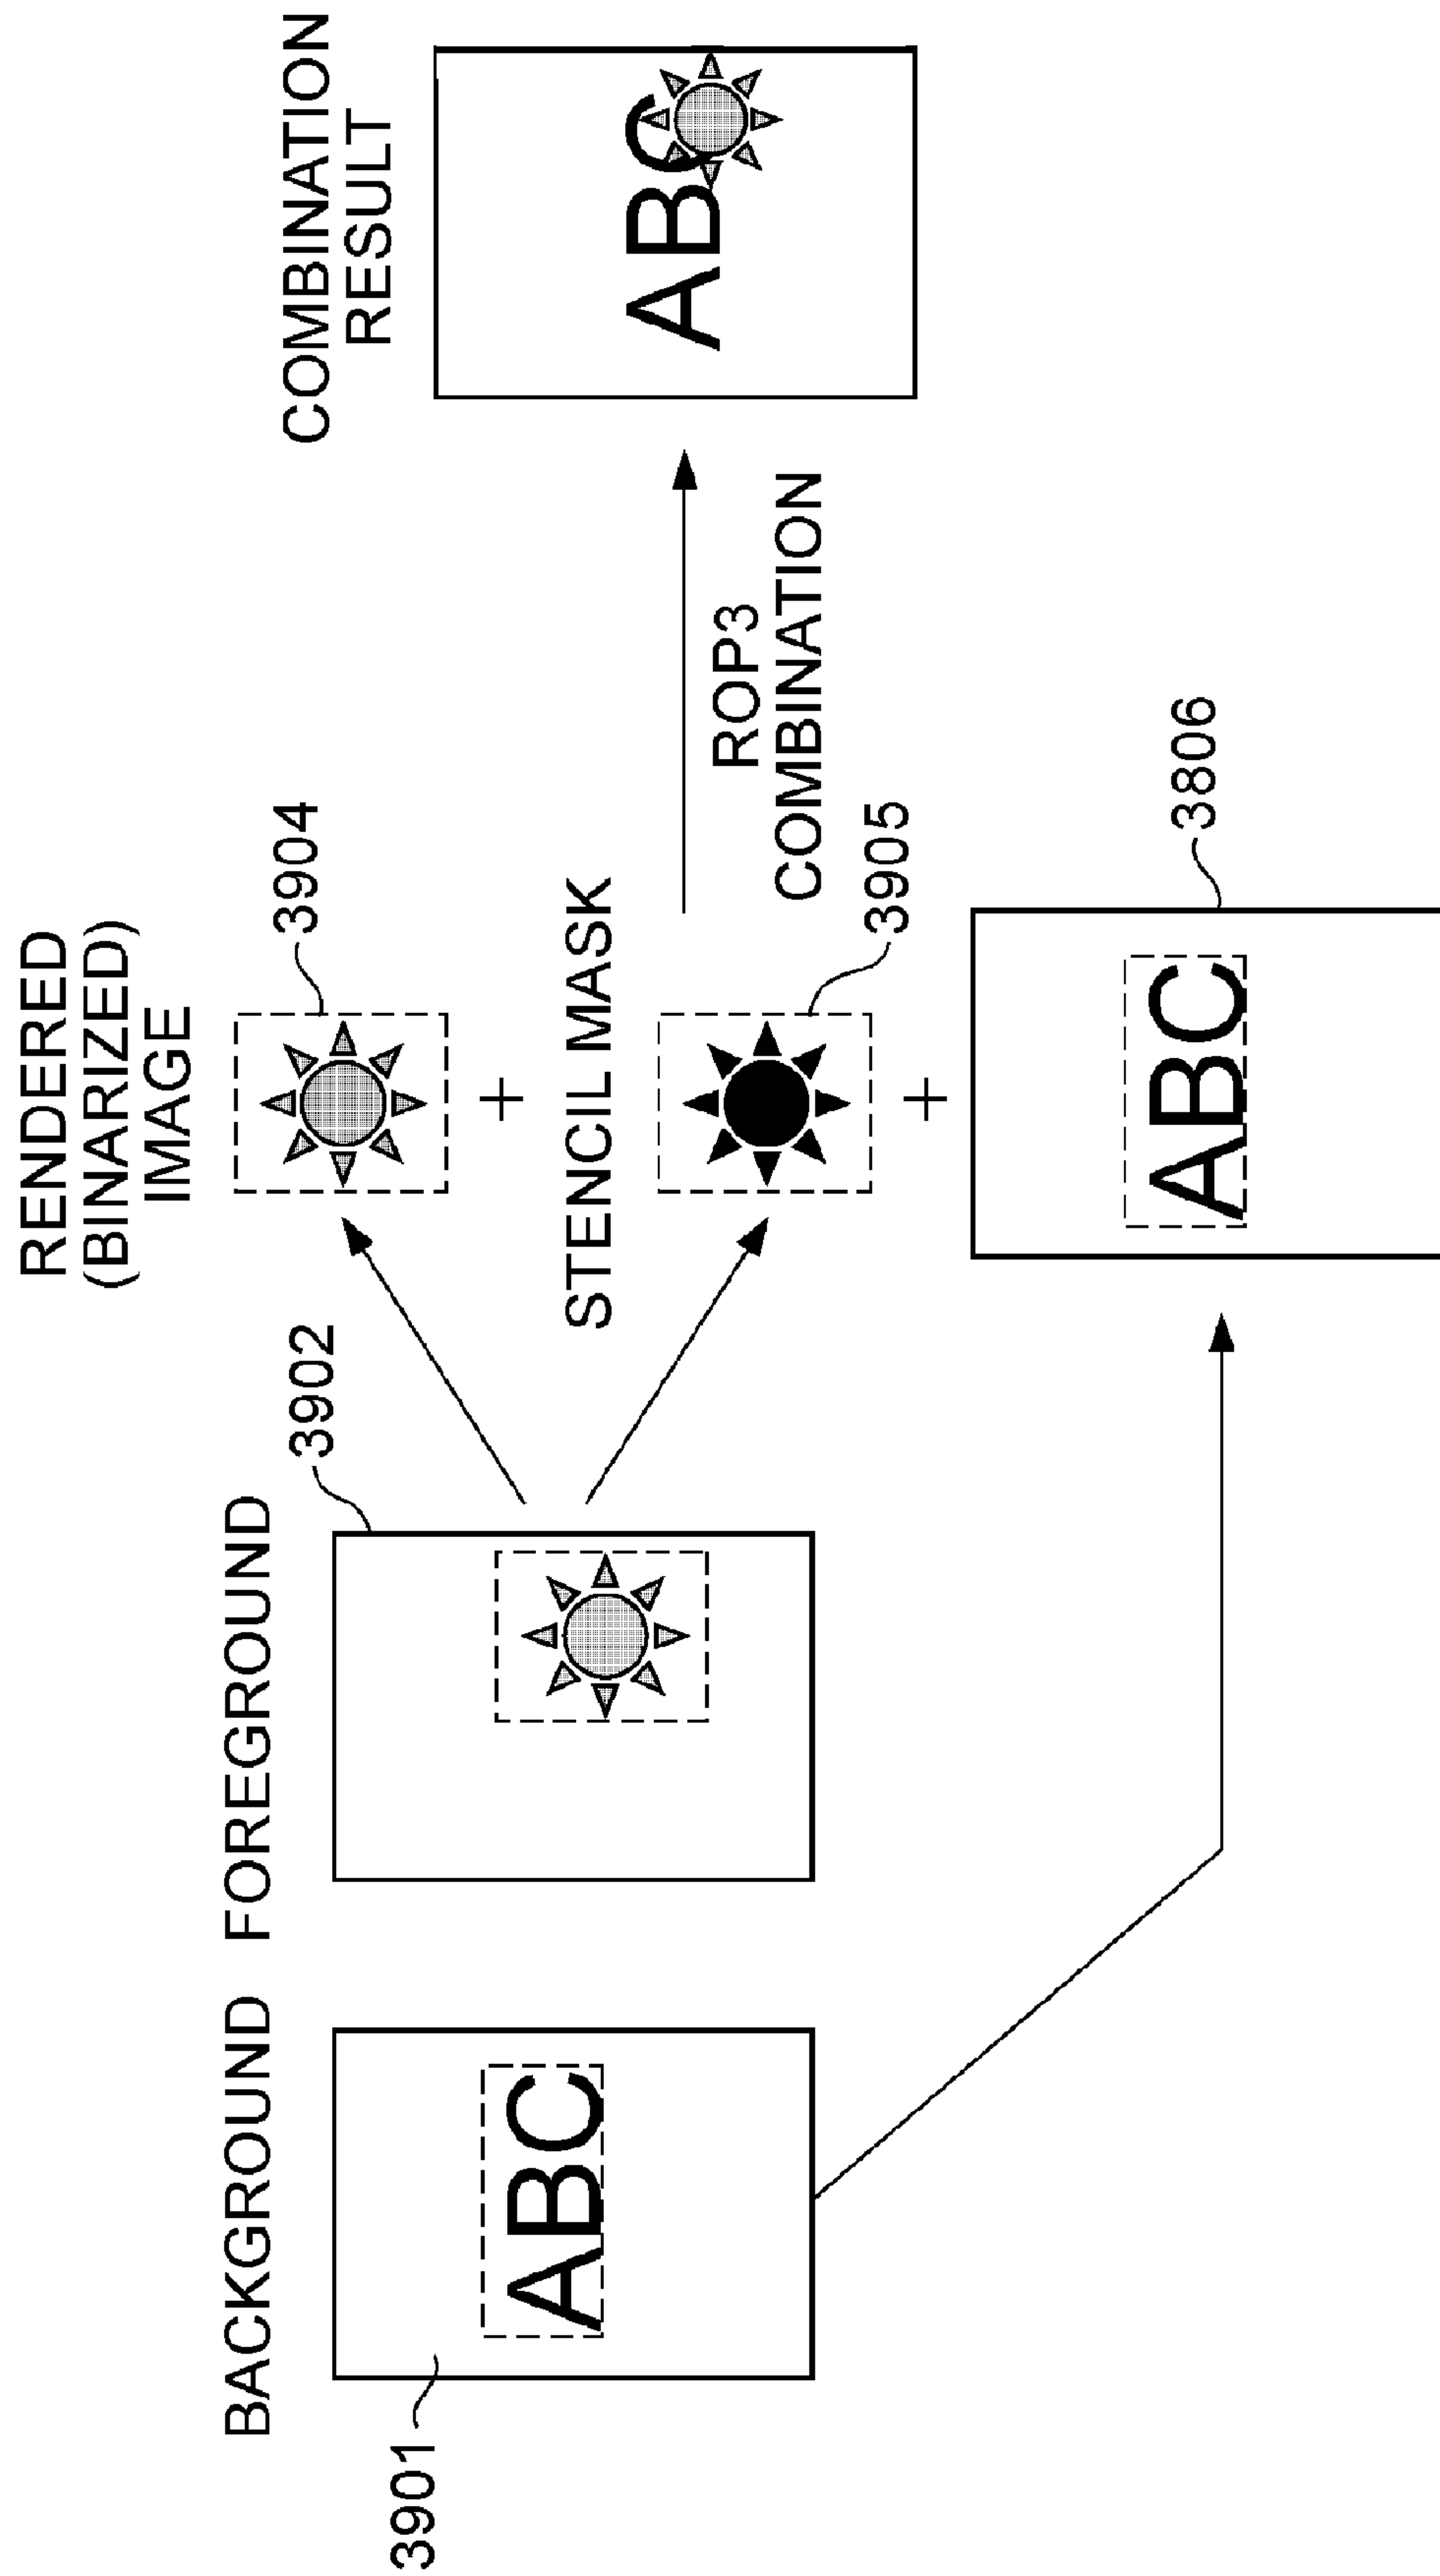 BACKGROUND
3901
ABC
FOREGROUND
3902
RENDERED
(BINARIZED)
IMAGE
3904
+
STENCIL MASK
3905
+
ABC
3806
ROP3
COMBINATION
COMBINATION
RESULT
ABC